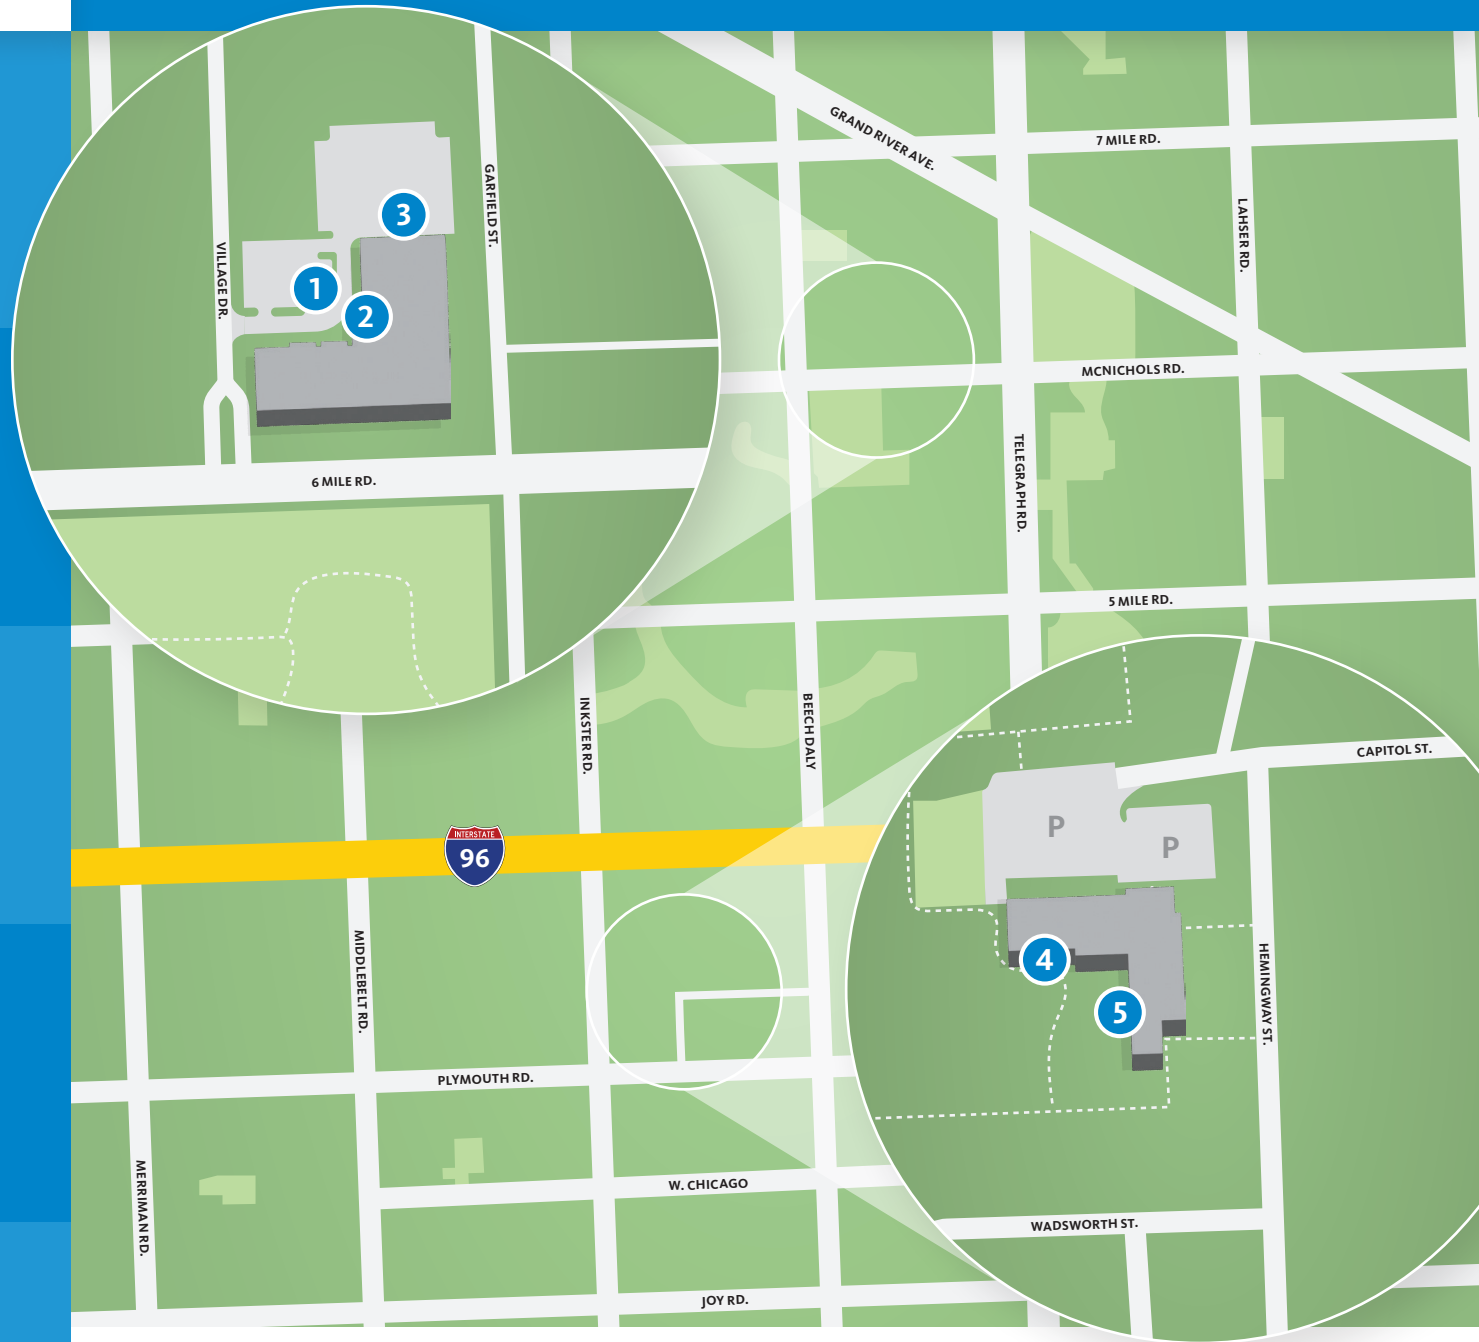 GRAND RIVER AVE.
7 MILE RD.
GARFIELD ST.
3
VILLAGE DR.
LAHSER RD.
1
2
MCNICHOLS RD.
TELEGRAPH RD.
6 MILE RD.
5 MILE RD.
INKSTER RD.
BEECH DALY
CAPITOL ST.
INTERSTATE
96
P
P
MIDDLEBELT RD.
4
HEMINGWAY ST.
5
PLYMOUTH RD.
MERRIMAN RD.
W. CHICAGO
WADSWORTH ST.
JOY RD.